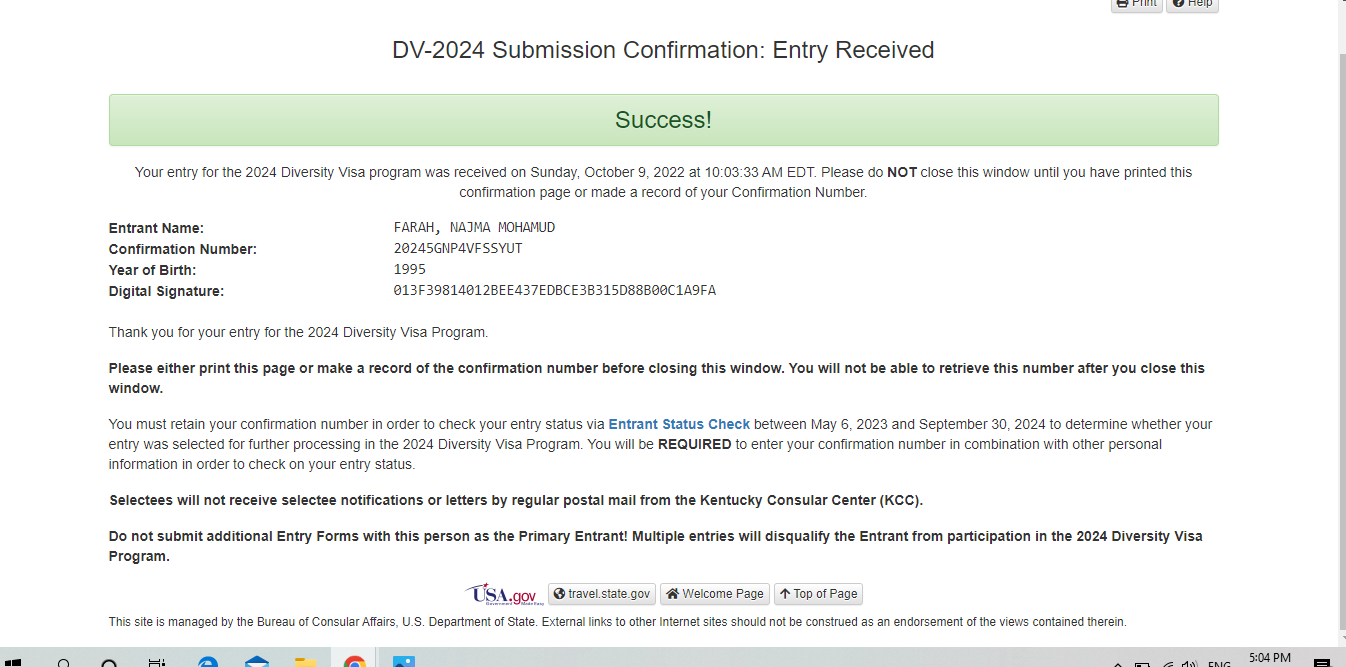 Print Help
DV-2024 Submission Confirmation: Entry Received
Success!
Your entry for the 2024 Diversity Visa program was received on Sunday, October 9, 2022 at 10:03:33 AM EDT. Please do NOT close this window until you have printed this
confirmation page or made a record of your Confirmation Number.
Entrant Name: FARAH, NAJMA MOHAMUD
Confirmation Number: 20245GNP4VFSSYUT
Year of Birth: 1995
Digital Signature: 013F39814012BEE437EDBCE3B315D88B00C1A9FA
Thank you for your entry for the 2024 Diversity Visa Program.
Please either print this page or make a record of the confirmation number before closing this window. You will not be able to retrieve this number after you close this
window.
You must retain your confirmation number in order to check your entry status via Entrant Status Check between May 6, 2023 and September 30, 2024 to determine whether your
entry was selected for further processing in the 2024 Diversity Visa Program. You will be REQUIRED to enter your confirmation number in combination with other personal
information in order to check on your entry status.
Selectees will not receive selectee notifications or letters by regular postal mail from the Kentucky Consular Center (KCC).
Do not submit additional Entry Forms with this person as the Primary Entrant! Multiple entries will disqualify the Entrant from participation in the 2024 Diversity Visa
Program.
USA.gov travel.state.gov Welcome Page Top of Page
Government Made Easy
This site is managed by the Bureau of Consular Affairs, U.S. Department of State. External links to other Internet sites should not be construed as an endorsement of the views contained therein.
ENG 5:04 PM